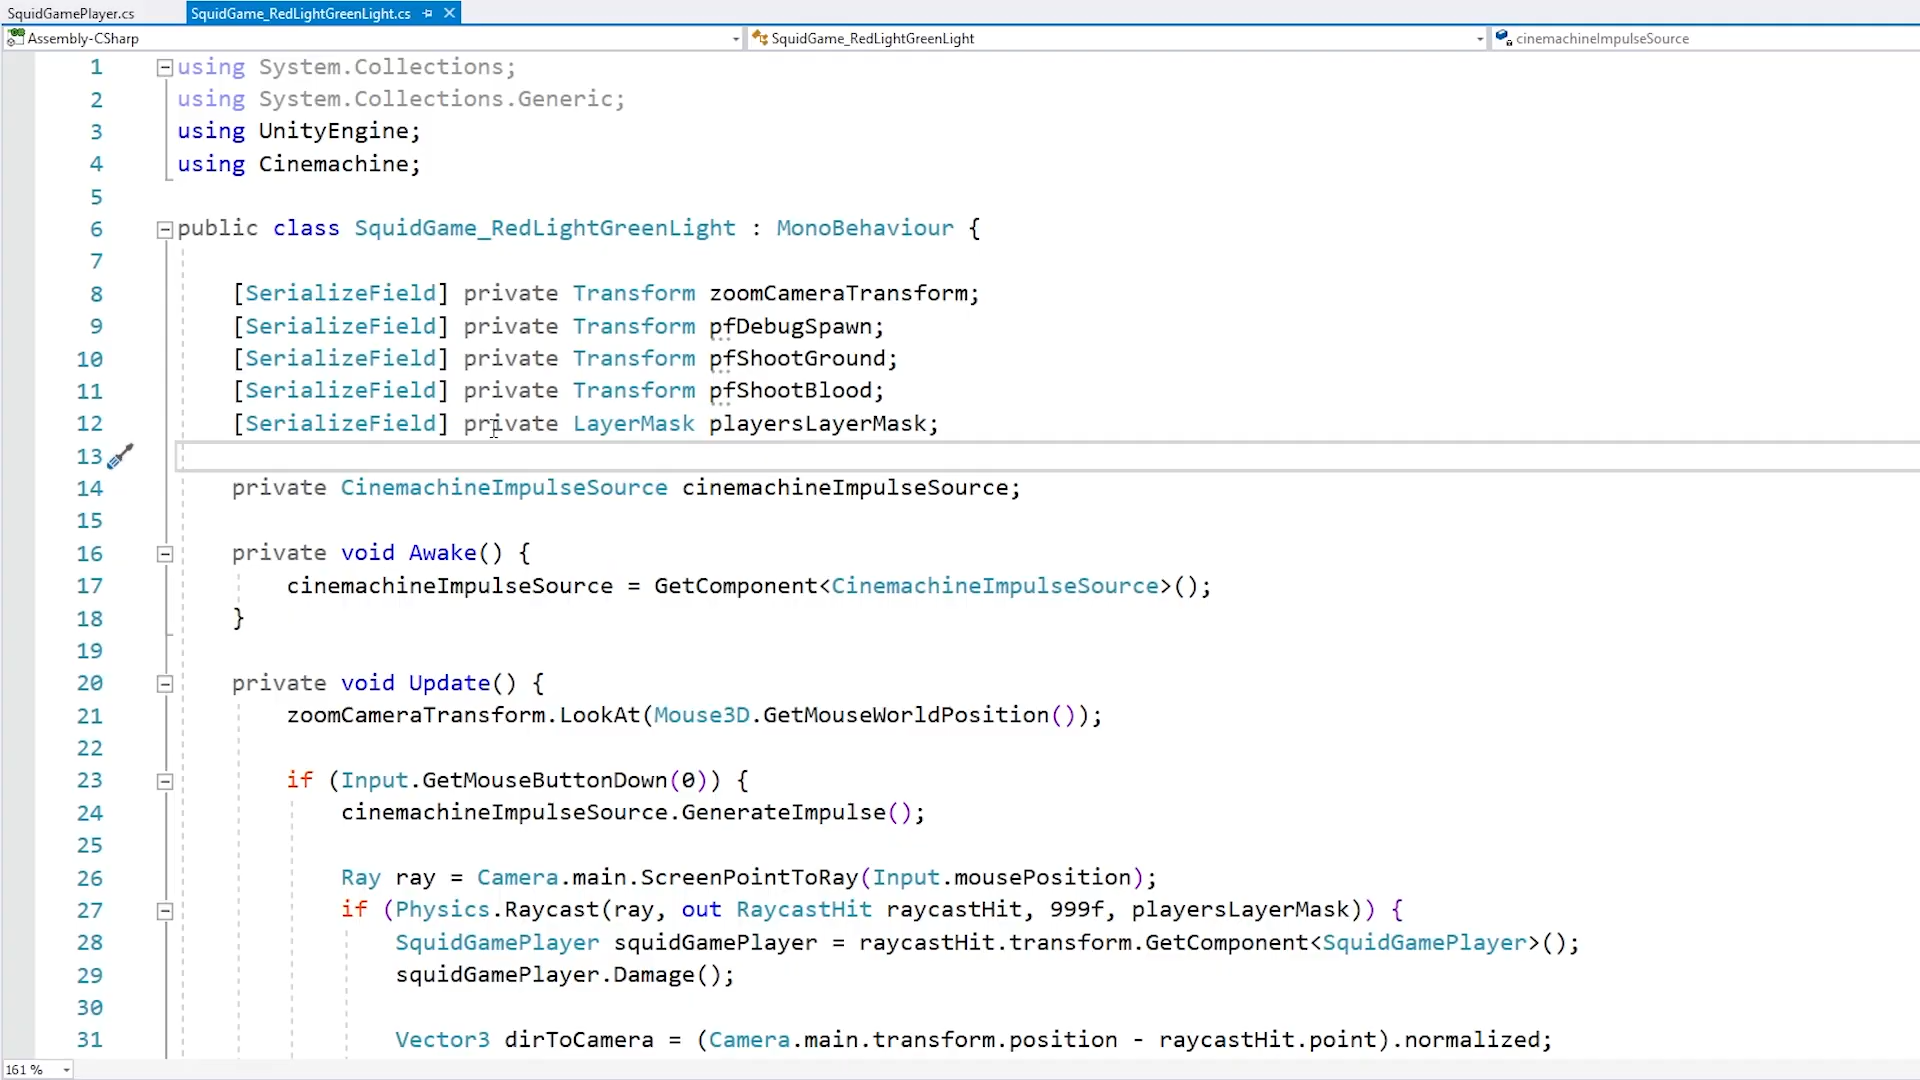 SquidGamePlayer.cs
SquidGame_RedLightGreenLight.cs
Assembly-CSharp
SquidGame_RedLightGreenLight
cinemachineImpulseSource
1 using System.Collections;
2 using System.Collections.Generic;
3 using UnityEngine;
4 using Cinemachine;
5
6 public class SquidGame_RedLightGreenLight : MonoBehaviour {
7
8 [SerializeField] private Transform zoomCameraTransform;
9 [SerializeField] private Transform pfDebugSpawn;
10 [SerializeField] private Transform pfShootGround;
11 [SerializeField] private Transform pfShootBlood;
12 [SerializeField] private LayerMask playersLayerMask;
13
14 private CinemachineImpulseSource cinemachineImpulseSource;
15
16 private void Awake() {
17 cinemachineImpulseSource = GetComponent<CinemachineImpulseSource>();
18 }
19
20 private void Update() {
21 zoomCameraTransform.LookAt(Mouse3D.GetMouseWorldPosition());
22
23 if (Input.GetMouseButtonDown(0)) {
24 cinemachineImpulseSource.GenerateImpulse();
25
26 Ray ray = Camera.main.ScreenPointToRay(Input.mousePosition);
27 if (Physics.Raycast(ray, out RaycastHit raycastHit, 999f, playersLayerMask)) {
28 SquidGamePlayer squidGamePlayer = raycastHit.transform.GetComponent<SquidGamePlayer>();
29 squidGamePlayer.Damage();
30
31 Vector3 dirToCamera = (Camera.main.transform.position - raycastHit.point).normalized;
161 %